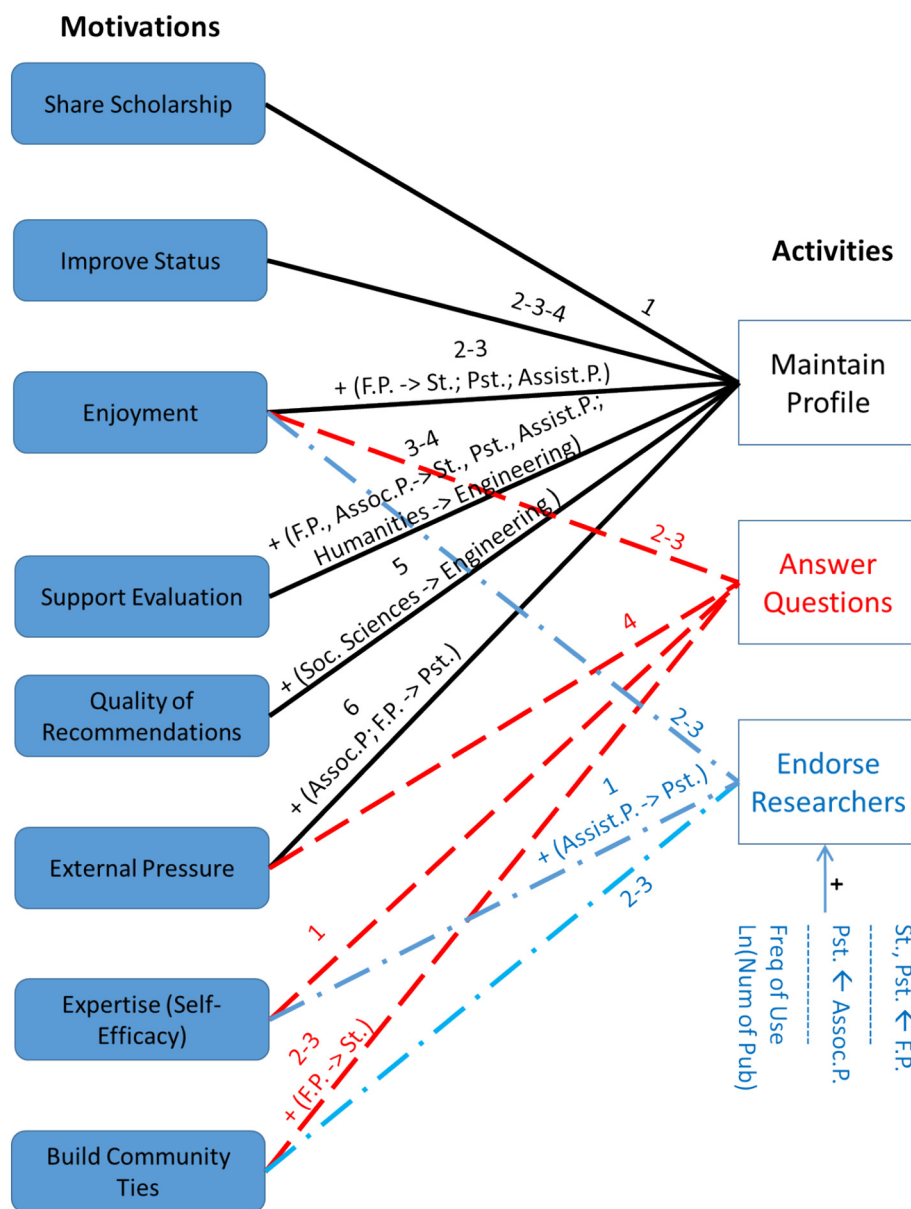 Motivations
Share Scholarship
Improve Status
Enjoyment
Support Evaluation
Quality of
Recommendations
External Pressure
Expertise (Self-
Efficacy)
Build Community
Ties
1
2-3-4
2-3
+ (F.P. -> St.; Pst.; Assist.P.)
3-4
+ (F.P., Assoc.P.-> St., Pst., Assist.P.;
Humanities -> Engineering)
5
+ (Soc. Sciences -> Engineering)
6
+ (Assoc.P; F.P. -> Pst.)
2-3
4
1
2-3
+ (F.P. -> St.)
2-3
1
+ (Assist.P. -> Pst.)
2-3
Activities
Maintain
Profile
Answer
Questions
Endorse
Researchers
+
St., Pst. ← F.P.
Pst. ← Assoc.P.
Freq of Use
Ln(Num of Pub)